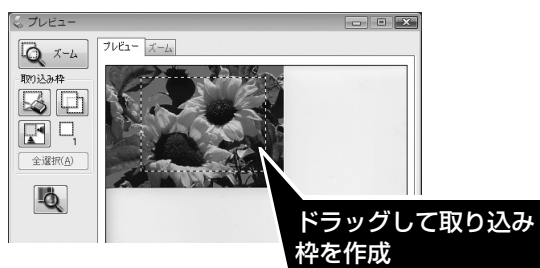 プレビュー
ズーム
プレビュー ズーム
取り込み枠
1
全選択(A)
ドラッグして取り込み
枠を作成